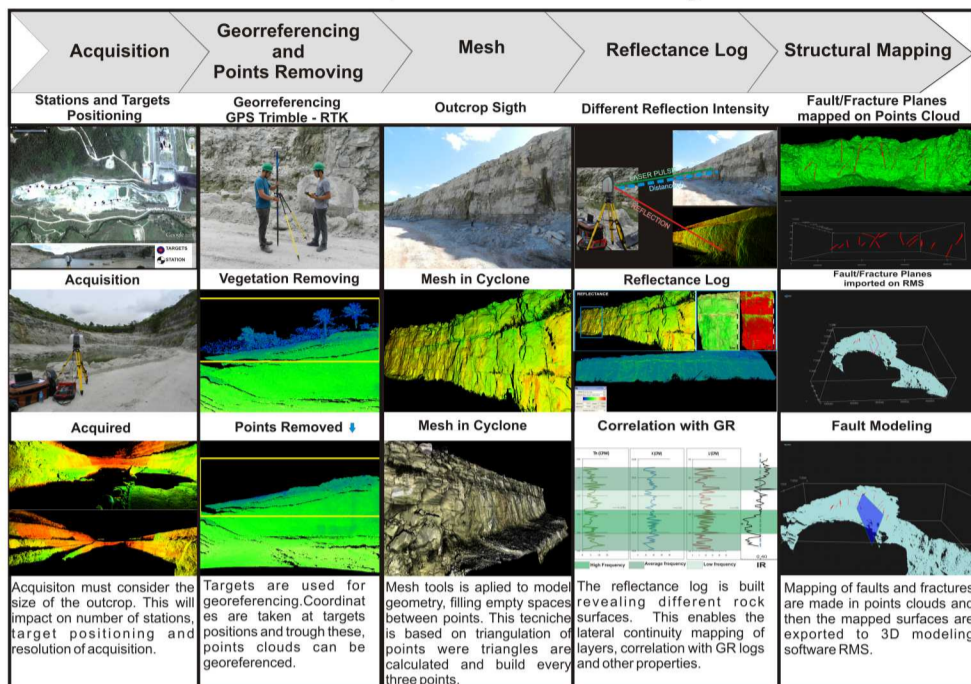 Acquisition
Georreferencing
and
Points Removing
Mesh
Reflectance Log
Structural Mapping
Stations and Targets
Positioning
Georreferencing
GPS Trimble - RTK
Outcrop Sigth
Different Reflection Intensity
Fault/Fracture Planes
mapped on Points Cloud
LASER PULSE
Distance
REFLECTION
TARGETS
STATION
Acquisition
Vegetation Removing
Mesh in Cyclone
Reflectance Log
Fault/Fracture Planes
imported on RMS
REFLECTANCE
Acquired
Points Removed
Mesh in Cyclone
Correlation with GR
Fault Modeling
High Frequency
Average frequency
Low frequency
IR
Acquisiton must consider the
size of the outcrop. This will
impact on number of stations,
target positioning and
resolution of acquisition.
Targets are used for
georeferencing.Coordinat
es are taken at targets
positions and trough these,
points clouds can be
georeferenced.
Mesh tools is aplied to model
geometry, filling empty spaces
between points. This tecniche
is based on triangulation of
points were triangles are
calculated and build every
three points.
The reflectance log is built
revealing different rock
surfaces. This enables the
lateral continuity mapping of
layers, correlation with GR logs
and other properties.
Mapping of faults and fractures
are made in points clouds and
then the mapped surfaces are
exported to 3D modeling
software RMS.